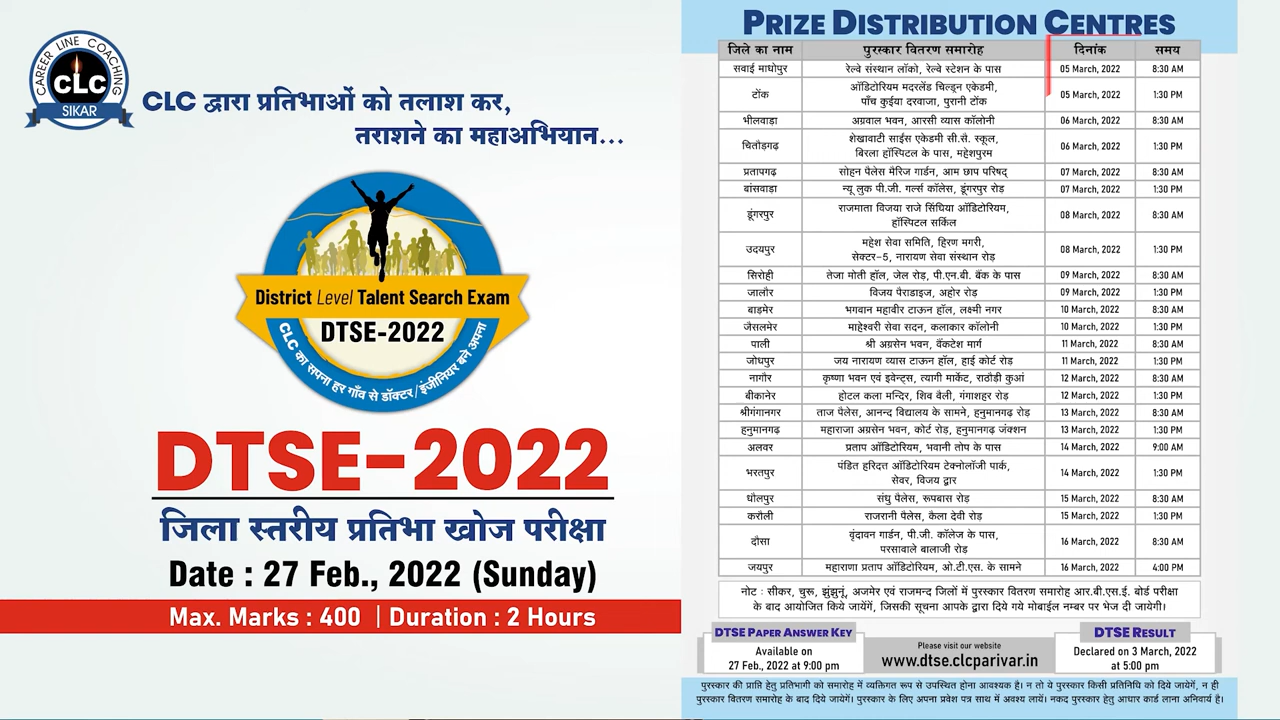 CAREER LINE COACHING
CLC
SIKAR
CLC द्वारा प्रतिभाओं को तलाश कर,
तराशने का महाअभियान...
District Level Talent Search Exam
DTSE-2022
CLC का सपना हर गाँव से डॉक्टर/इंजीनियर बने अपना
DTSE-2022
जिला स्तरीय प्रतिभा खोज परीक्षा
Date : 27 Feb., 2022 (Sunday)
Max. Marks : 400 | Duration : 2 Hours
PRIZE DISTRIBUTION CENTRES
जिले का नाम पुरस्कार वितरण समारोह दिनांक समय
सवाई माधोपुर रेल्वे संस्थान लॉको, रेल्वे स्टेशन के पास 05 March, 2022 8:30 AM
टोंक ऑडिटोरियम मदरलेंड चिल्ड्रन एकेडमी, 05 March, 2022 1:30 PM
पाँच कुईया दरवाजा, पुरानी टोंक
भीलवाड़ा अग्रवाल भवन, आरसी व्यास कॉलोनी 06 March, 2022 8:30 AM
चितौड़गढ़ शेखावाटी साईंस एकेडमी सी.सै. स्कूल, 06 March, 2022 1:30 PM
बिरला हॉस्पिटल के पास, महेशपुरम
प्रतापगढ़ सोहन पैलेस मैरिज गार्डन, आम छाप परिषद् 07 March, 2022 8:30 AM
बांसवाड़ा न्यू लुक पी.जी. गर्ल्स कॉलेस, डूंगरपुर रोड़ 07 March, 2022 1:30 PM
डूंगरपुर राजमाता विजया राजे सिंधिया ऑडिटोरियम, 08 March, 2022 8:30 AM
हॉस्पिटल सर्किल
उदयपुर महेश सेवा समिति, हिरण मगरी, 08 March, 2022 1:30 PM
सेक्टर-5, नारायण सेवा संस्थान रोड़
सिरोही तेजा मोती हॉल, जेल रोड़, पी.एन.बी. बैंक के पास 09 March, 2022 8:30 AM
जालौर विजय पैराडाइज, अहोर रोड़ 09 March, 2022 1:30 PM
बाड़मेर भगवान महावीर टाऊन हॉल, लक्ष्मी नगर 10 March, 2022 8:30 AM
जैसलमेर माहेश्वरी सेवा सदन, कलाकार कॉलोनी 10 March, 2022 1:30 PM
पाली श्री अग्रसेन भवन, वैंकटेश मार्ग 11 March, 2022 8:30 AM
जोधपुर जय नारायण व्यास टाऊन हॉल, हाई कोर्ट रोड़ 11 March, 2022 1:30 PM
नागौर कृष्णा भवन एवं इवेन्ट्स, त्यागी मार्केट, राठौड़ी कुआं 12 March, 2022 8:30 AM
बीकानेर होटल कला मन्दिर, शिव वैली, गंगाशहर रोड़ 12 March, 2022 1:30 PM
श्रीगंगानगर ताज पैलेस, आनन्द विद्यालय के सामने, हनुमानगढ़ रोड़ 13 March, 2022 8:30 AM
हनुमानगढ़ महाराजा अग्रसेन भवन, कोर्ट रोड़, हनुमानगढ़ जंक्शन 13 March, 2022 1:30 PM
अलवर प्रताप ऑडिटोरियम, भवानी तोप के पास 14 March, 2022 9:00 AM
भरतपुर पंडित हरिदत्त ऑडीटोरियम टेक्नोलॉजी पार्क, 14 March, 2022 1:30 PM
सेवर, विजय द्वार
धौलपुर संधु पैलेस, रूपबास रोड़ 15 March, 2022 8:30 AM
करौली राजरानी पैलेस, कैला देवी रोड़ 15 March, 2022 1:30 PM
दौसा वृंदावन गार्डन, पी.जी. कॉलेज के पास, 16 March, 2022 8:30 AM
परसावाले बालाजी रोड़
जयपुर महाराणा प्रताप ऑडिटोरियम, ओ.टी.एस. के सामने 16 March, 2022 4:00 PM
नोट : सीकर, चुरू, झुंझुनूं, अजमेर एवं राजमन्द जिलों में पुरस्कार वितरण समारोह आर.बी.एस.ई. बोर्ड परीक्षा
के बाद आयोजित किये जायेंगें, जिसकी सूचना आपके द्वारा दिये गये मोबाईल नम्बर पर भेज दी जायेगी।
DTSE PAPER ANSWER KEY
Available on
27 Feb., 2022 at 9:00 pm
Please visit our website
www.dtse.clcparivar.in
DTSE RESULT
Declared on 3 March, 2022
at 5:00 pm
पुरस्कार की प्राप्ति हेतु प्रतिभागी को समारोह में व्यक्तिगत रूप से उपस्थित होना आवश्यक है। न तो ये पुरस्कार किसी प्रतिनिधि को दिये जायेगें, न ही
पुरस्कार वितरण समारोह के बाद दिये जायेगें। पुरस्कार के लिए अपना प्रवेश पत्र साथ में अवश्य लायें। नकद पुरस्कार हेतु आधार कार्ड लाना अनिवार्य है।